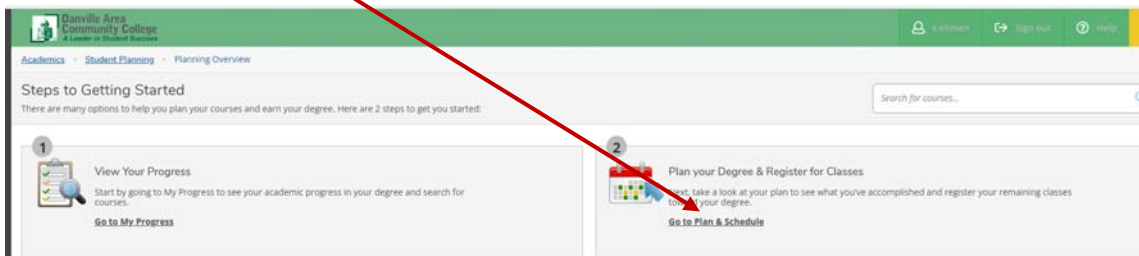 Danville Area
Community College
A Leader in Student Success
Sign out
Help
Academics · Student Planning · Planning Overview
Steps to Getting Started
There are many options to help you plan your courses and earn your degree. Here are 2 steps to get you started:
Search for courses...
1
View Your Progress
Start by going to My Progress to see your academic progress in your degree and search for
courses.
Go to My Progress
2
Plan your Degree & Register for Classes
Next, take a look at your plan to see what you've accomplished and register your remaining classes
toward your degree.
Go to Plan & Schedule